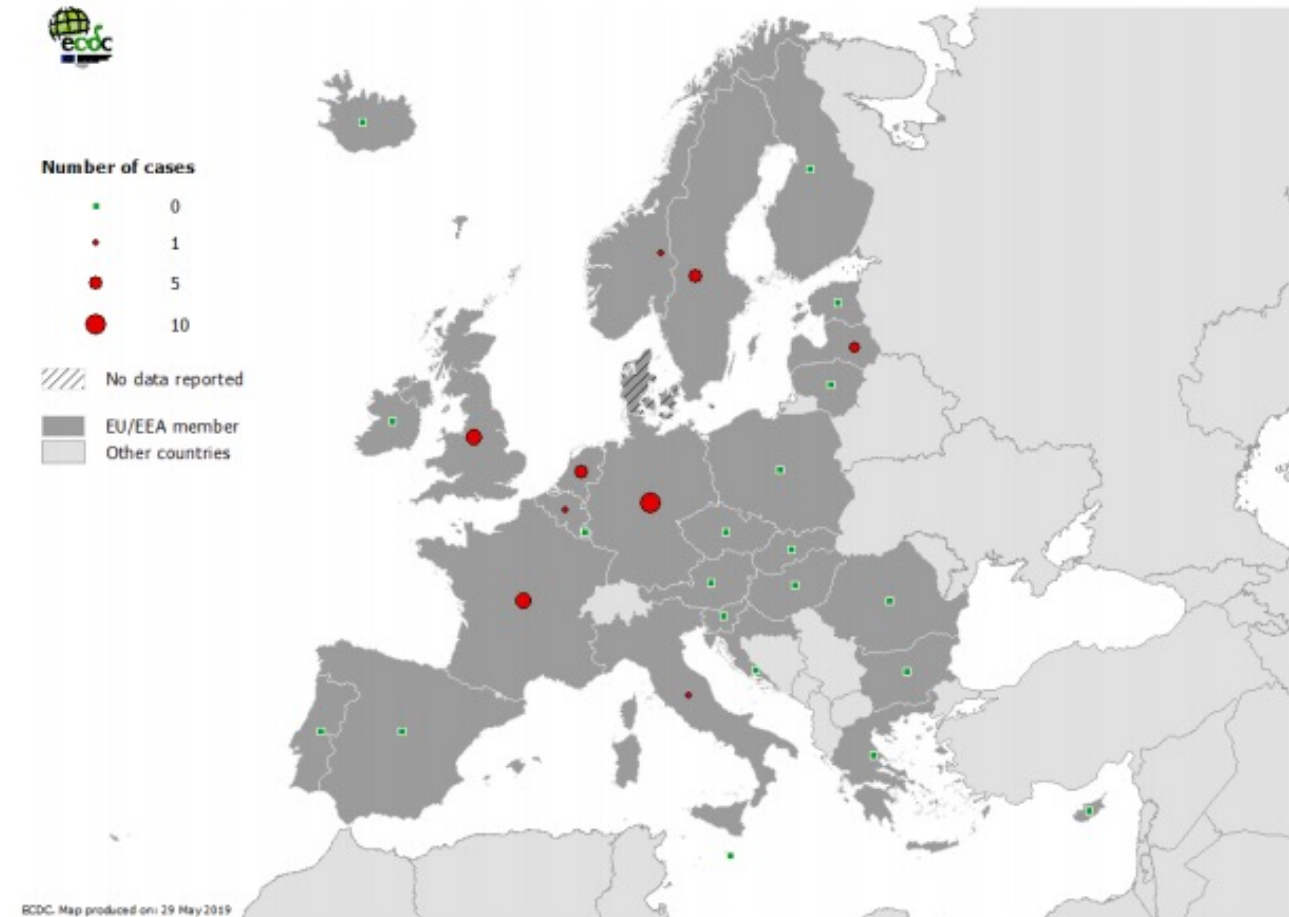 ecdc
Number of cases
0
1
5
10
No data reported
EU/EEA member
Other countries
ECDC. Map produced on: 29 May 2019